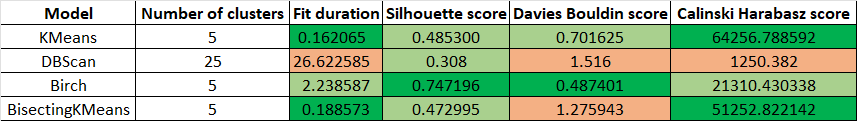 Model Number of clusters Fit duration Silhouette score Davies Bouldin score Calinski Harabasz score
KMeans 5 0.162065 0.485300 0.701625 64256.788592
DBScan 25 26.622585 0.308 1.516 1250.382
Birch 5 2.238587 0.747196 0.487401 21310.430338
BisectingKMeans 5 0.188573 0.472995 1.275943 51252.822142